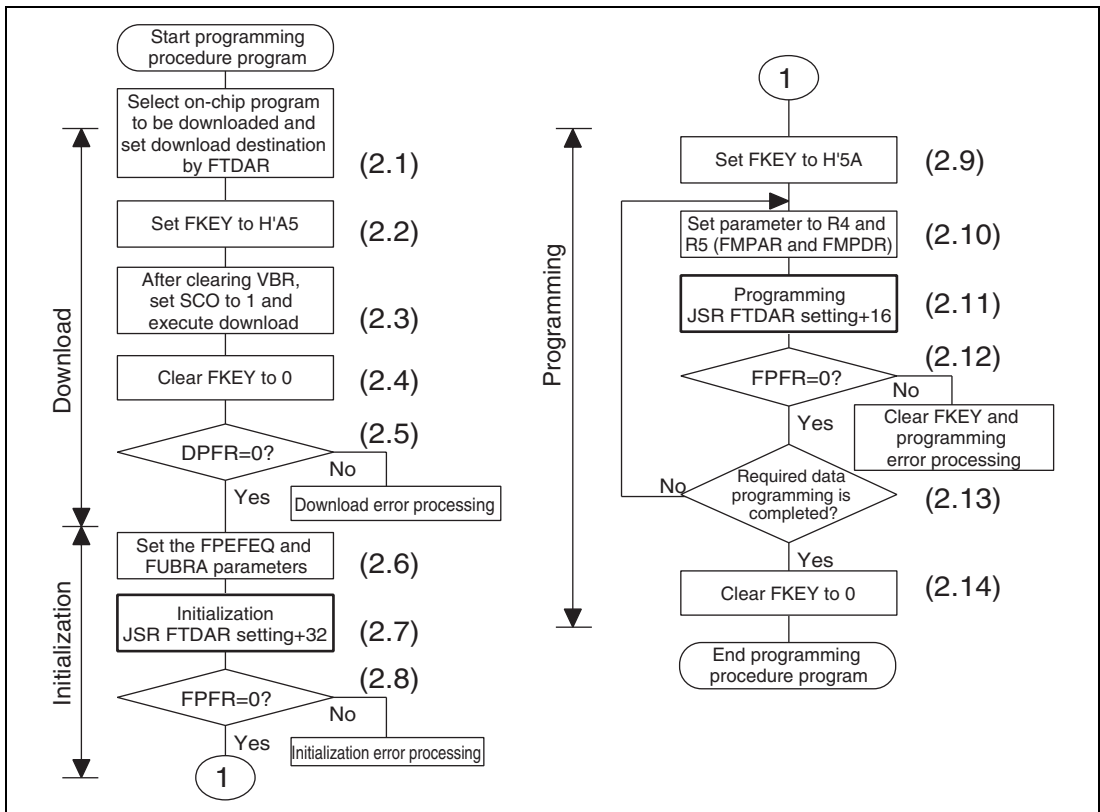 Start programming
procedure program
Select on-chip program
to be downloaded and
set download destination
by FTDAR
(2.1)
Set FKEY to H'A5
(2.2)
After clearing VBR,
set SCO to 1 and
execute download
(2.3)
Clear FKEY to 0
(2.4)
DPFR=0?
(2.5)
No
Yes
Download error processing
Download
Set the FPEFEQ and
FUBRA parameters
(2.6)
Initialization
JSR FTDAR setting+32
(2.7)
FPFR=0?
(2.8)
No
Yes
Initialization error processing
1
Initialization
1
Set FKEY to H'5A
(2.9)
Set parameter to R4 and
R5 (FMPAR and FMPDR)
(2.10)
Programming
JSR FTDAR setting+16
(2.11)
FPFR=0?
(2.12)
No
Yes
Clear FKEY and
programming
error processing
Required data
programming is
completed?
(2.13)
No
Yes
Clear FKEY to 0
(2.14)
End programming
procedure program
Programming